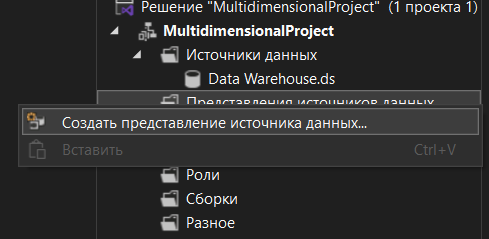 Решение "MultidimensionalProject" (1 проекта 1)
MultidimensionalProject
Источники данных
Data Warehouse.ds
Представления источников данных
Создать представление источника данных...
Вставить Ctrl+V
Роли
Сборки
Разное